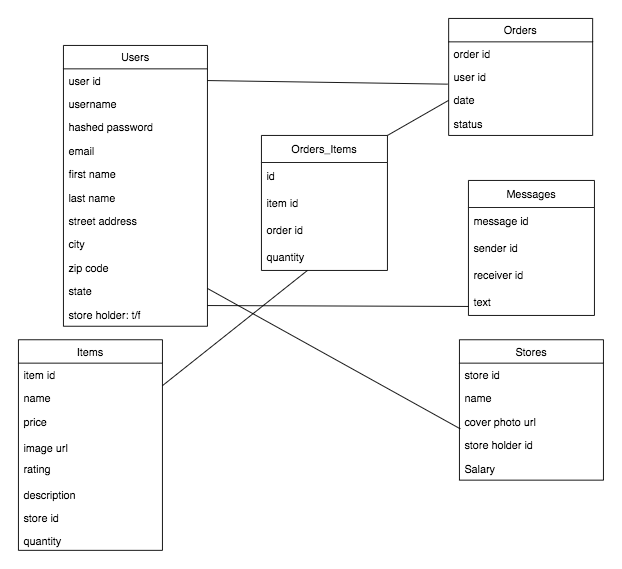 Users
user id
username
hashed password
email
first name
last name
street address
city
zip code
state
store holder: t/f
Orders
order id
user id
date
status
Orders_Items
id
item id
order id
quantity
Messages
message id
sender id
receiver id
text
Items
item id
name
price
image url
rating
description
store id
quantity
Stores
store id
name
cover photo url
store holder id
Salary